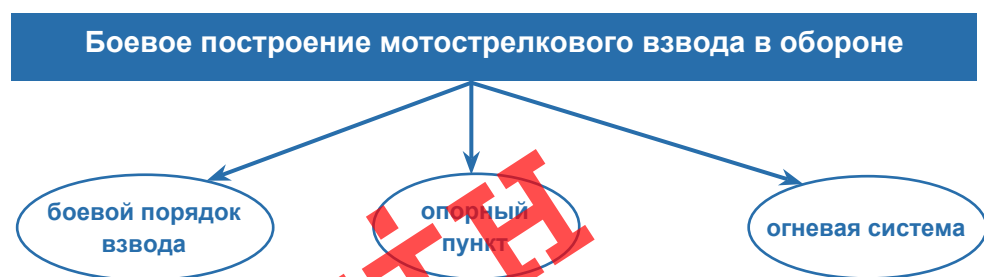 Боевое построение мотострелкового взвода в обороне
боевой порядок
взвода
опорный
пункт
огневая система